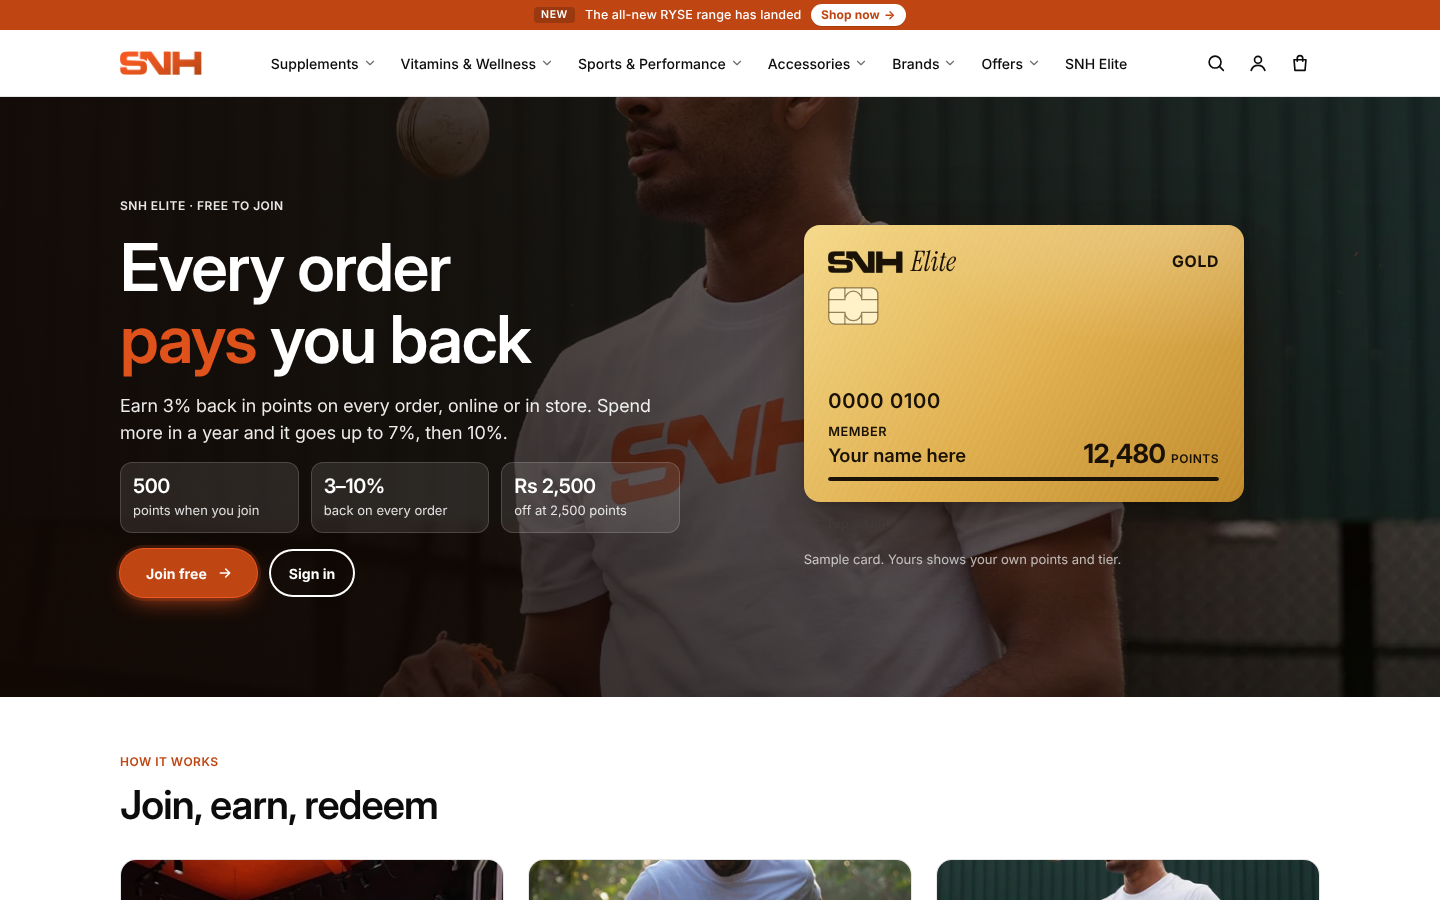 NEW The all-new RYSE range has landed Shop now →
SNH Supplements Vitamins & Wellness Sports & Performance Accessories Brands Offers SNH Elite
SNH ELITE · FREE TO JOIN
Every order
pays you back
Earn 3% back in points on every order, online or in store. Spend
more in a year and it goes up to 7%, then 10%.
500
points when you join
3–10%
back on every order
Rs 2,500
off at 2,500 points
Join free →
Sign in
SNH
SNH Elite GOLD
0000 0100
MEMBER
Your name here 12,480 POINTS
Sample card. Yours shows your own points and tier.
HOW IT WORKS
Join, earn, redeem